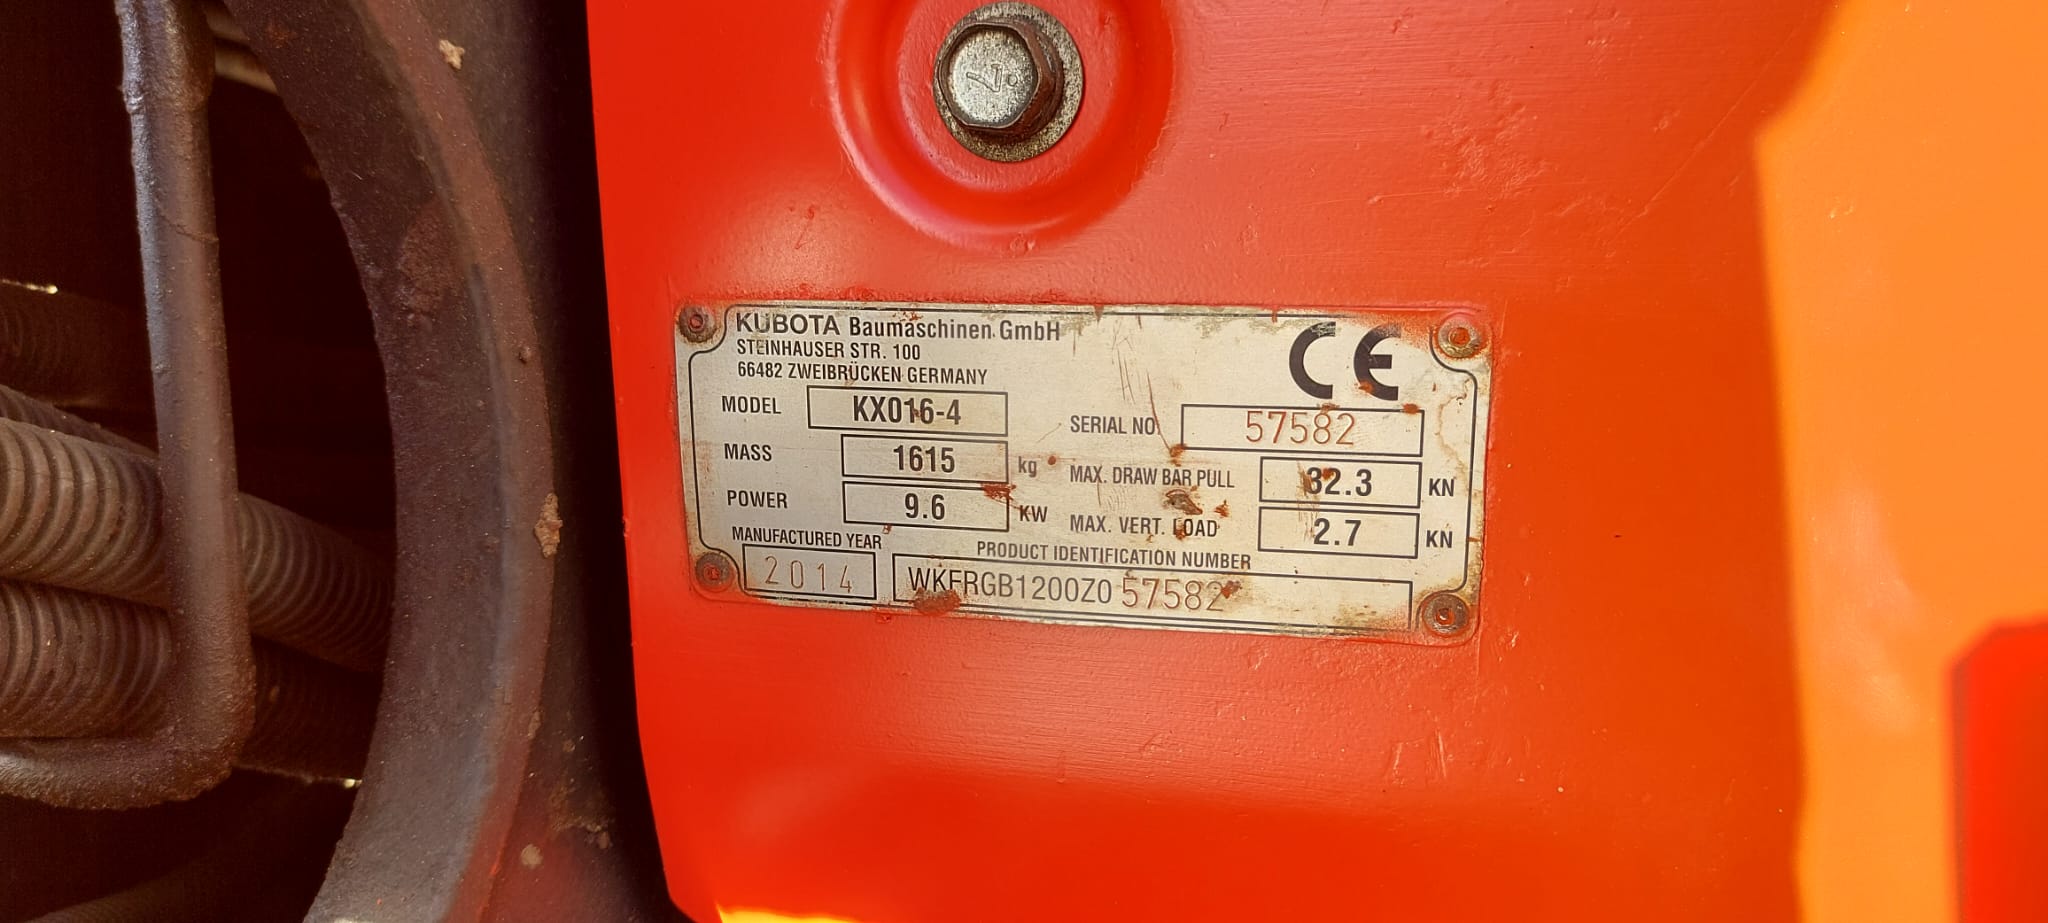 KUBOTA Baumaschinen GmbH
STEINHAUSER STR. 100
66482 ZWEIBRÜCKEN GERMANY
CE
MODEL KX016-4
SERIAL NO. 57582
MASS 1615 kg
MAX. DRAW BAR PULL 32.3 KN
POWER 9.6 KW
MAX. VERT. LOAD 2.7 KN
MANUFACTURED YEAR
2014
PRODUCT IDENTIFICATION NUMBER
WKFRGB1200Z057582